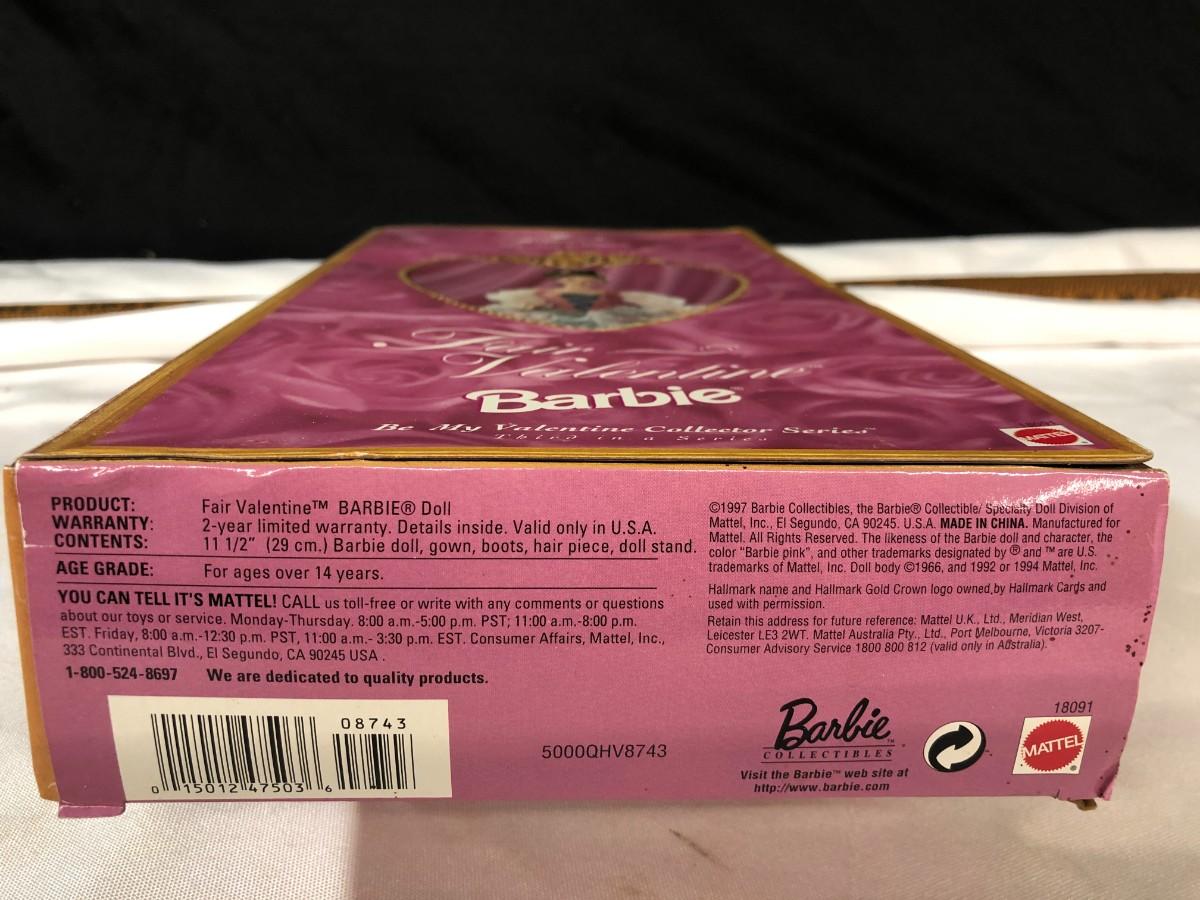 Fair
Valentine™
Barbie®
Be My Valentine Collector Series™
Third in a Series
MATTEL
PRODUCT: Fair Valentine™ BARBIE® Doll
WARRANTY: 2-year limited warranty. Details inside. Valid only in U.S.A.
CONTENTS: 11 1/2” (29 cm.) Barbie doll, gown, boots, hair piece, doll stand.
AGE GRADE: For ages over 14 years.
YOU CAN TELL IT'S MATTEL! CALL us toll-free or write with any comments or questions
about our toys or service. Monday-Thursday. 8:00 a.m.-5:00 p.m. PST; 11:00 a.m.-8:00 p.m.
EST. Friday, 8:00 a.m.-12:30 p.m. PST, 11:00 a.m.- 3:30 p.m. EST. Consumer Affairs, Mattel, Inc.,
333 Continental Blvd., El Segundo, CA 90245 USA .
1-800-524-8697 We are dedicated to quality products.
08743
0 15012 47503 6
5000QHV8743
©1997 Barbie Collectibles, the Barbie® Collectible/ Specialty Doll Division of
Mattel, Inc., El Segundo, CA 90245. U.S.A. MADE IN CHINA. Manufactured for
Mattel. All Rights Reserved. The likeness of the Barbie doll and character, the
color “Barbie pink”, and other trademarks designated by ® and ™ are U.S.
trademarks of Mattel, Inc. Doll body ©1966, and 1992 or 1994 Mattel, Inc.
Hallmark name and Hallmark Gold Crown logo owned by Hallmark Cards and
used with permission.
Retain this address for future reference: Mattel U.K., Ltd., Meridian West,
Leicester LE3 2WT. Mattel Australia Pty., Ltd., Port Melbourne, Victoria 3207-
Consumer Advisory Service 1800 800 812 (valid only in Australia).
Barbie™
COLLECTIBLES
Visit the Barbie™ web site at
http://www.barbie.com
18091
MATTEL®